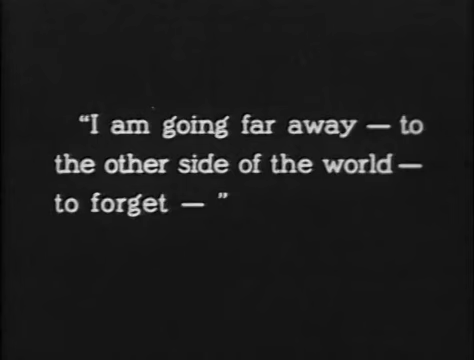 “I am going far away — to
the other side of the world —
to forget — ”